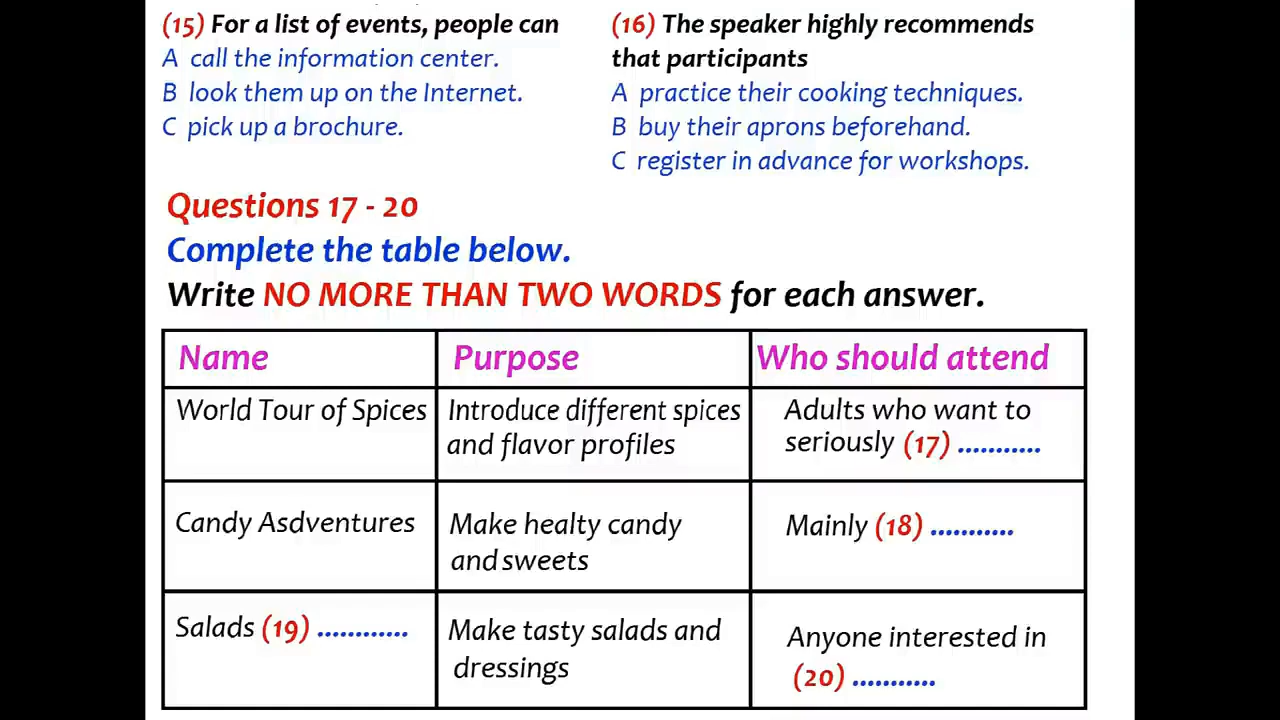 (15) For a list of events, people can
A call the information center.
B look them up on the Internet.
C pick up a brochure.
(16) The speaker highly recommends
that participants
A practice their cooking techniques.
B buy their aprons beforehand.
C register in advance for workshops.
Questions 17 - 20
Complete the table below.
Write NO MORE THAN TWO WORDS for each answer.
Name
Purpose
Who should attend
World Tour of Spices
Introduce different spices
and flavor profiles
Adults who want to
seriously (17) ...........
Candy Asdventures
Make healty candy
and sweets
Mainly (18) ...........
Salads (19) ............
Make tasty salads and
dressings
Anyone interested in
(20) ...........